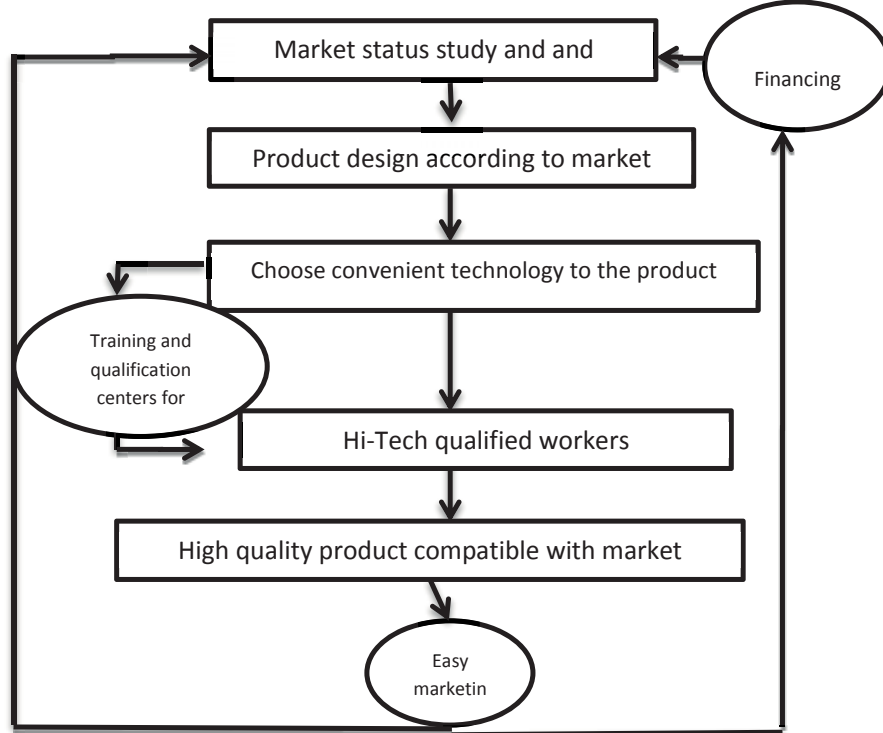 Market status study and and
Financing
Product design according to market
Choose convenient technology to the product
Training and
qualification
centers for
Hi-Tech qualified workers
High quality product compatible with market
Easy
marketin